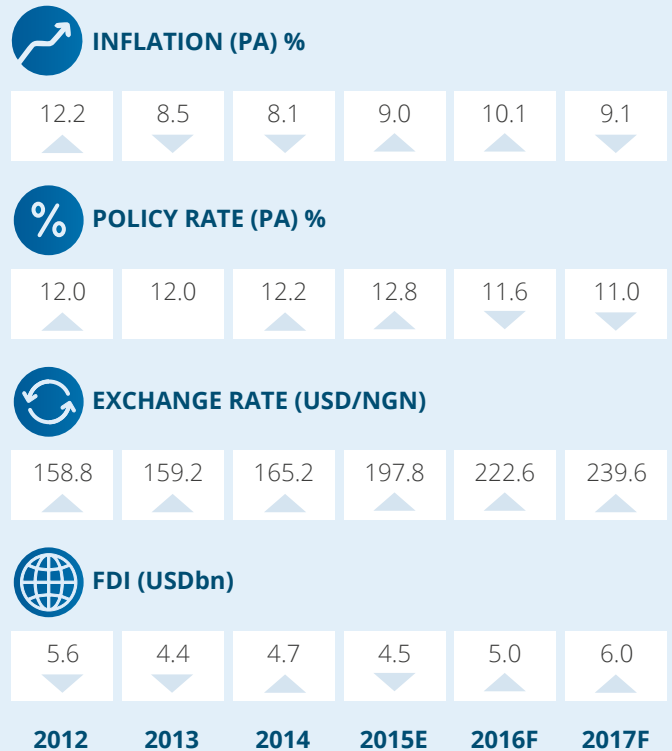 INFLATION (PA) %
12.2 8.5 8.1 9.0 10.1 9.1
% POLICY RATE (PA) %
12.0 12.0 12.2 12.8 11.6 11.0
EXCHANGE RATE (USD/NGN)
158.8 159.2 165.2 197.8 222.6 239.6
FDI (USDbn)
5.6 4.4 4.7 4.5 5.0 6.0
2012 2013 2014 2015E 2016F 2017F